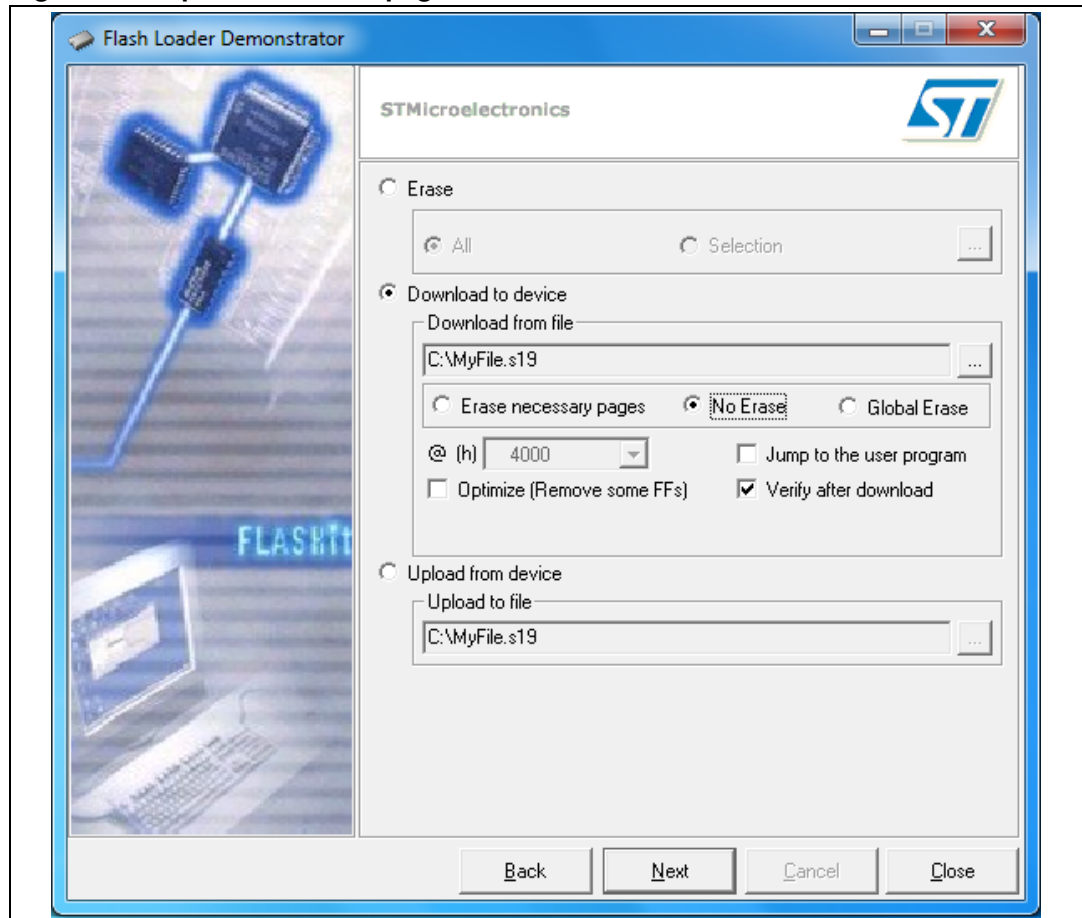 Flash Loader Demonstrator
STMicroelectronics
ST
Erase
All Selection ...
Download to device
Download from file
C:\MyFile.s19 ...
Erase necessary pages No Erase Global Erase
@ (h) 4000 Jump to the user program
Optimize (Remove some FFs) Verify after download
FLASH
Upload from device
Upload to file
C:\MyFile.s19 ...
Back Next Cancel Close